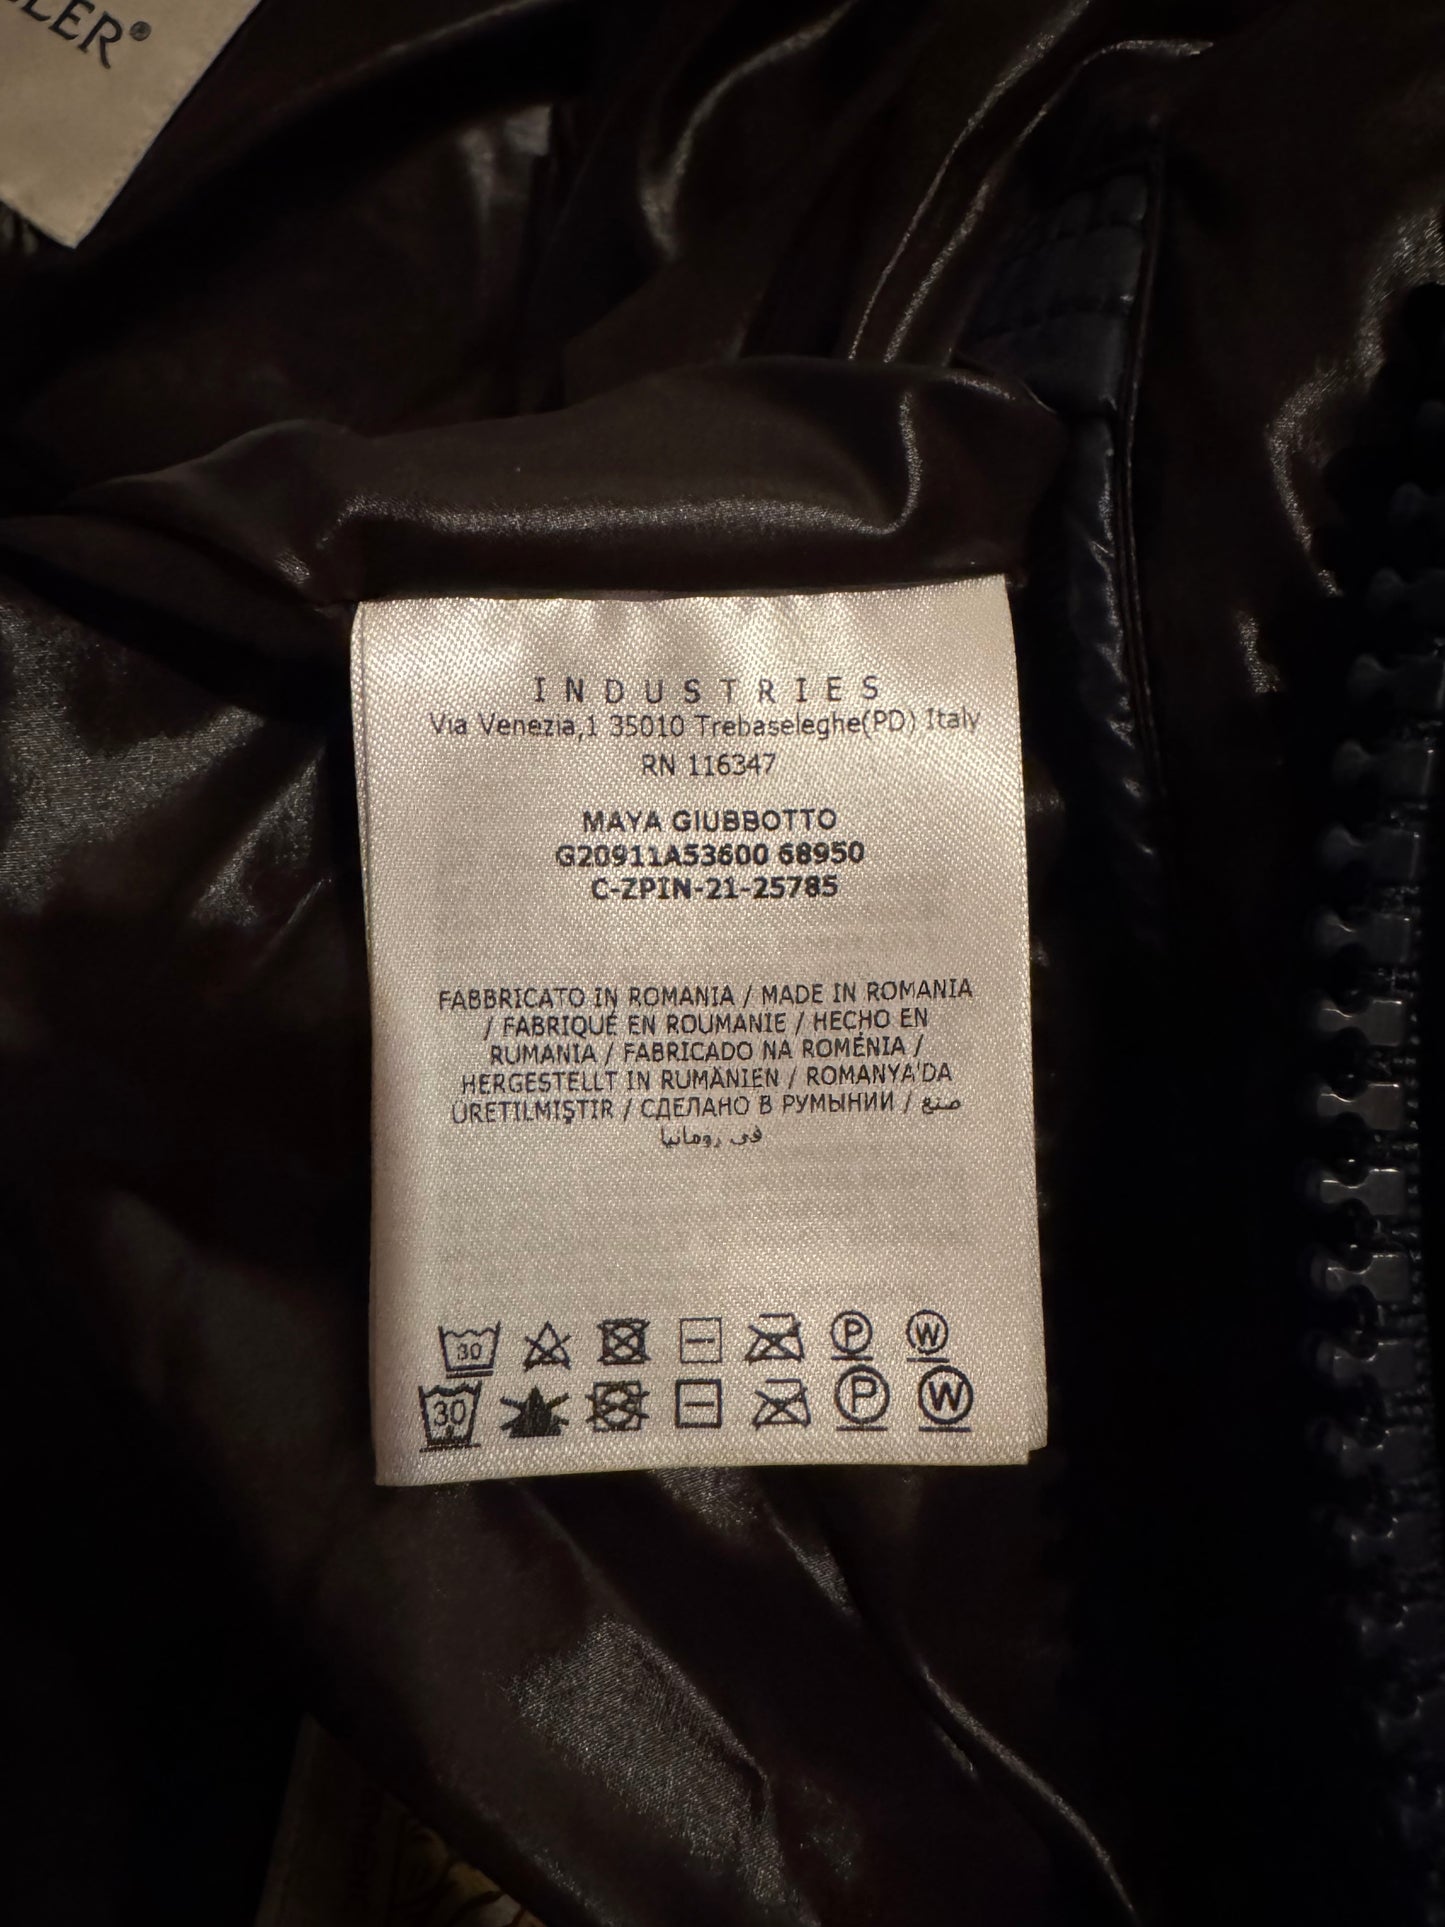 LER®
INDUSTRIES
Via Venezia,1 35010 Trebaseleghe(PD) Italy
RN 116347
MAYA GIUBBOTTO
G20911A53600 68950
C-ZPIN-21-25785
FABBRICATO IN ROMANIA / MADE IN ROMANIA
/ FABRIQUÉ EN ROUMANIE / HECHO EN
RUMANIA / FABRICADO NA ROMÉNIA /
HERGESTELLT IN RUMÄNIEN / ROMANYA'DA
ÜRETILMIŞTIR / СДЕЛАНО В РУМЫНИИ / صنع
في رومانيا
30 P W
30 P W